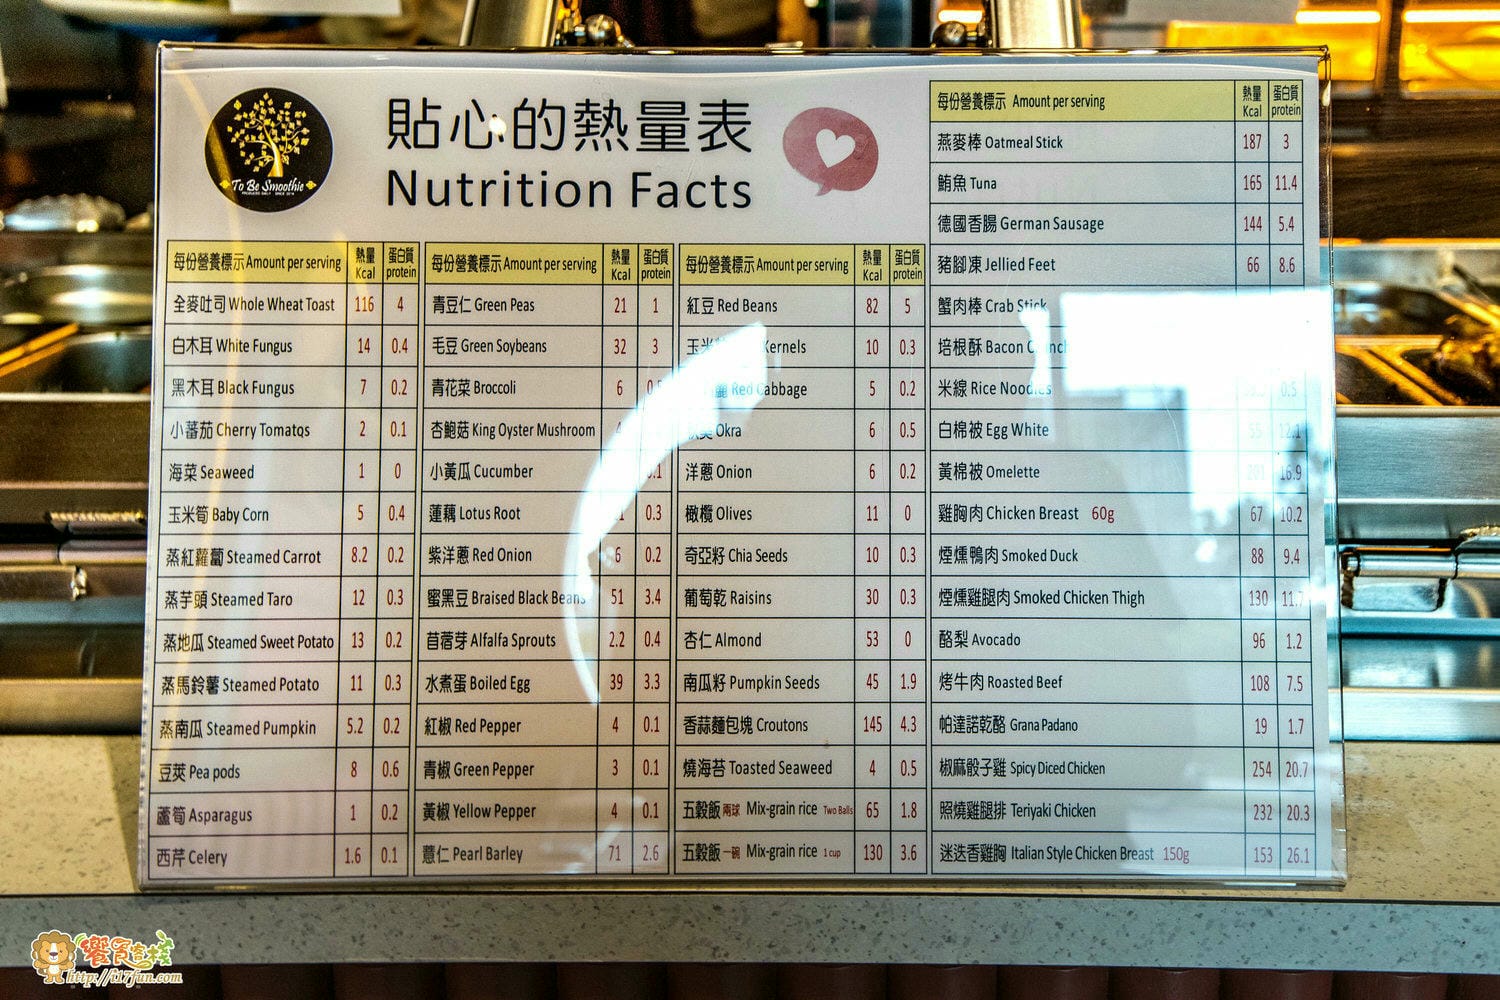 To Be Smoothie
貼心的熱量表
Nutrition Facts
每份營養標示 Amount per serving 熱量 Kcal 蛋白質 protein
全麥吐司 Whole Wheat Toast 116 4
白木耳 White Fungus 14 0.4
黑木耳 Black Fungus 7 0.2
小蕃茄 Cherry Tomatos 2 0.1
海菜 Seaweed 1 0
玉米筍 Baby Corn 5 0.4
蒸紅蘿蔔 Steamed Carrot 8.2 0.2
蒸芋頭 Steamed Taro 12 0.3
蒸地瓜 Steamed Sweet Potato 13 0.2
蒸馬鈴薯 Steamed Potato 11 0.3
蒸南瓜 Steamed Pumpkin 5.2 0.2
豆莢 Pea pods 8 0.6
蘆筍 Asparagus 1 0.2
西芹 Celery 1.6 0.1
每份營養標示 Amount per serving 熱量 Kcal 蛋白質 protein
青豆仁 Green Peas 21 1
毛豆 Green Soybeans 32 3
青花菜 Broccoli 6
杏鮑菇 King Oyster Mushroom
小黃瓜 Cucumber
蓮藕 Lotus Root 0.3
紫洋蔥 Red Onion 6 0.2
蜜黑豆 Braised Black Beans 51 3.4
苜蓿芽 Alfalfa Sprouts 2.2 0.4
水煮蛋 Boiled Egg 39 3.3
紅椒 Red Pepper 4 0.1
青椒 Green Pepper 3 0.1
黃椒 Yellow Pepper 4 0.1
薏仁 Pearl Barley 71 2.6
每份營養標示 Amount per serving 熱量 Kcal 蛋白質 protein
紅豆 Red Beans 82 5
玉米 Kernels 10 0.3
Red Cabbage 5 0.2
Okra 6 0.5
洋蔥 Onion 6 0.2
橄欖 Olives 11 0
奇亞籽 Chia Seeds 10 0.3
葡萄乾 Raisins 30 0.3
杏仁 Almond 53 0
南瓜籽 Pumpkin Seeds 45 1.9
香蒜麵包塊 Croutons 145 4.3
燒海苔 Toasted Seaweed 4 0.5
五穀飯 兩球 Mix-grain rice Two Balls 65 1.8
五穀飯 一碗 Mix-grain rice 1 cup 130 3.6
每份營養標示 Amount per serving 熱量 Kcal 蛋白質 protein
燕麥棒 Oatmeal Stick 187 3
鮪魚 Tuna 165 11.4
德國香腸 German Sausage 144 5.4
豬腳凍 Jellied Feet 66 8.6
蟹肉棒 Crab Stick
培根酥 Bacon
米線 Rice Noodles 0.5
白棉被 Egg White 55 12.1
黃棉被 Omelette 201 16.9
雞胸肉 Chicken Breast 60g 67 10.2
煙燻鴨肉 Smoked Duck 88 9.4
煙燻雞腿肉 Smoked Chicken Thigh 130 11.7
酪梨 Avocado 96 1.2
烤牛肉 Roasted Beef 108 7.5
帕達諾乾酪 Grana Padano 19 1.7
椒麻骰子雞 Spicy Diced Chicken 254 20.7
照燒雞腿排 Teriyaki Chicken 232 20.3
迷迭香雞胸 Italian Style Chicken Breast 150g 153 26.1
http://i17fun.com